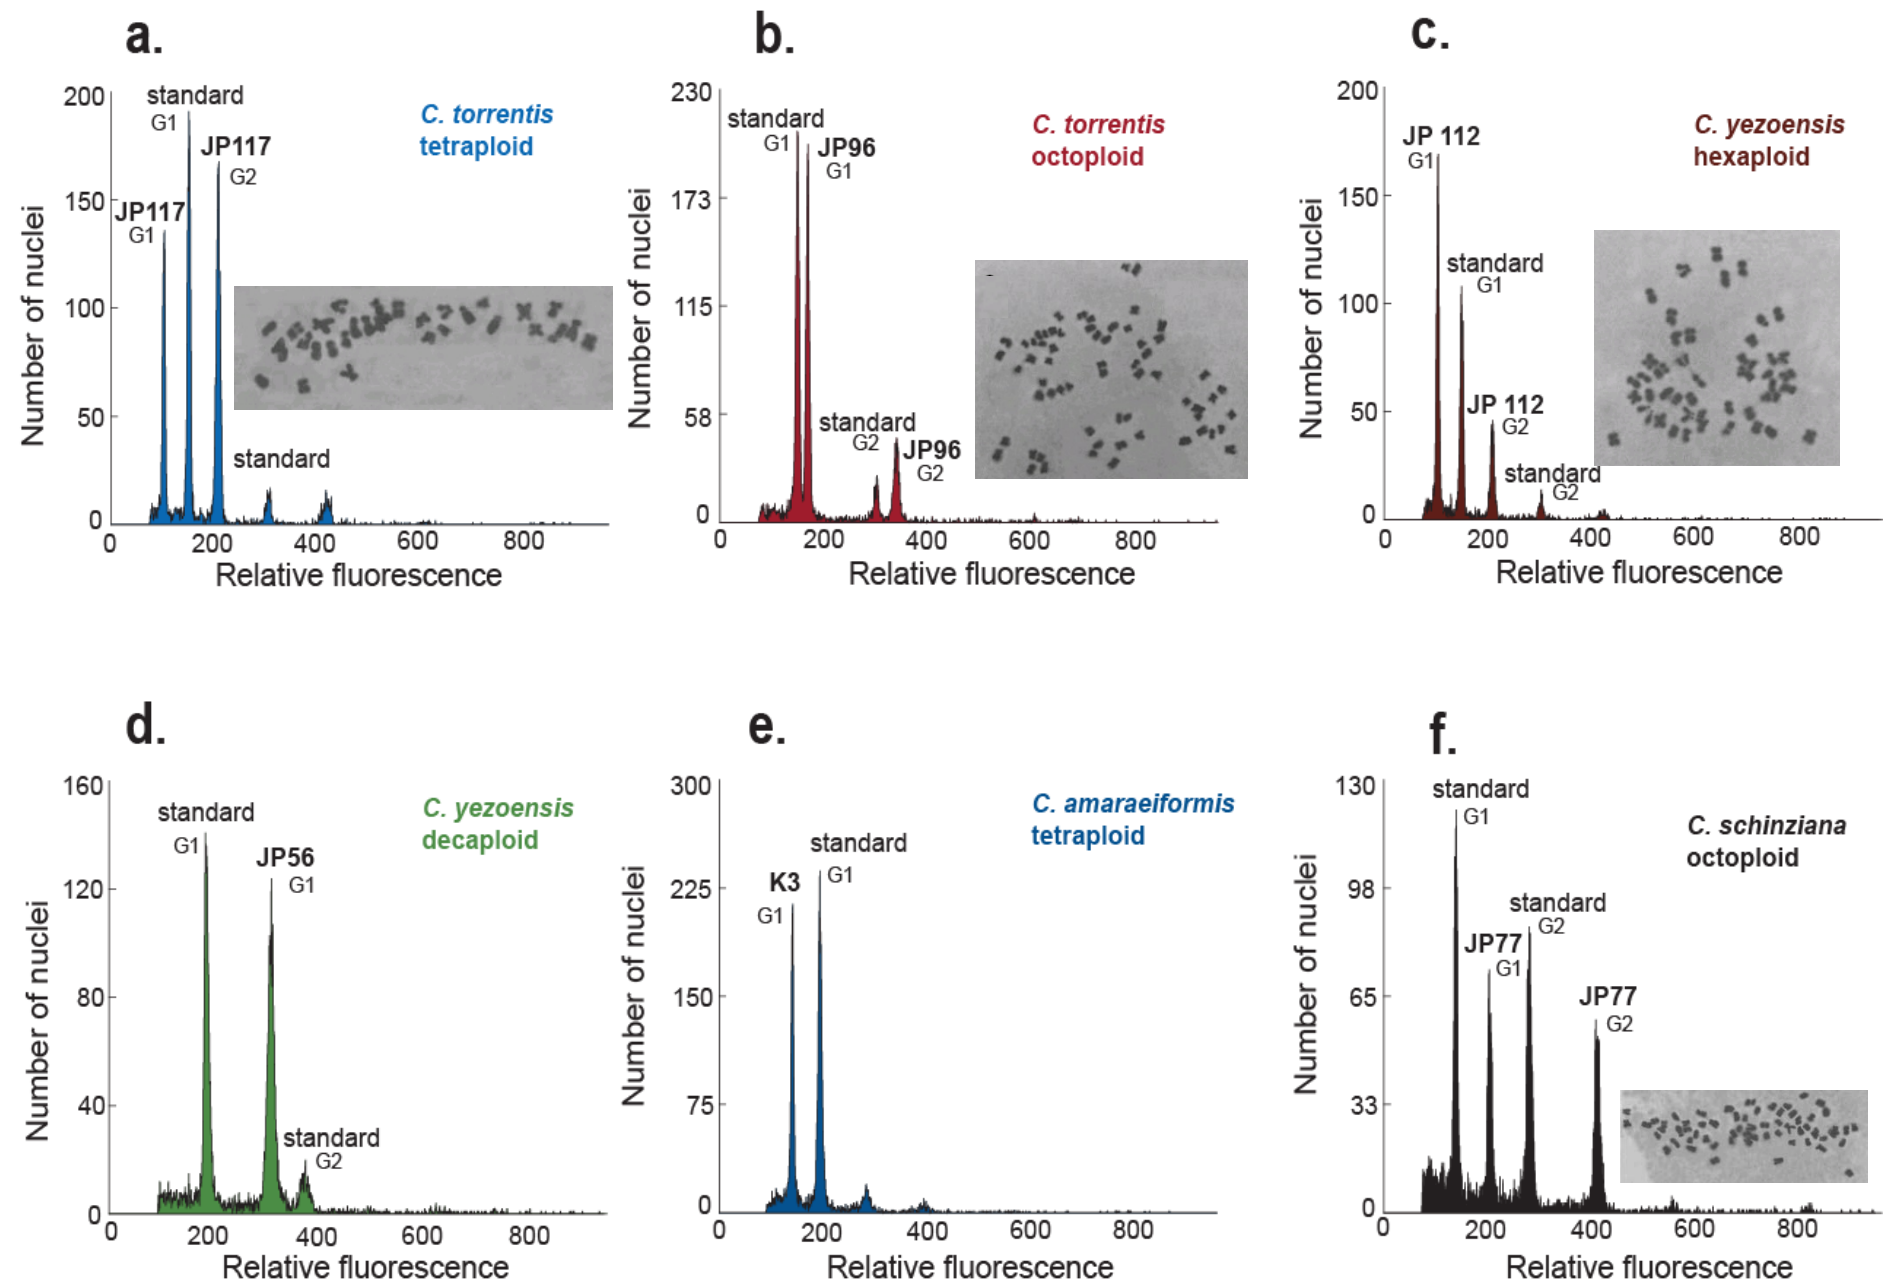 a.
200
150
100
50
0
0 200 400 600 800
Number of nuclei
Relative fluorescence
standard
G1
JP117
G2
JP117
G1
standard
C. torrentis
tetraploid
b.
230
173
115
58
0
0 200 400 600 800
Number of nuclei
Relative fluorescence
standard
G1
JP96
G1
standard
G2
JP96
G2
C. torrentis
octoploid
c.
200
150
100
50
0
0 200 400 600 800
Number of nuclei
Relative fluorescence
JP 112
G1
standard
G1
JP 112
G2
standard
G2
C. yezoensis
hexaploid
d.
160
120
80
40
0
0 200 400 600 800
Number of nuclei
Relative fluorescence
standard
G1
JP56
G1
standard
G2
C. yezoensis
decaploid
e.
300
225
150
75
0
0 200 400 600 800
Number of nuclei
Relative fluorescence
K3
G1
standard
G1
C. amaraeiformis
tetraploid
f.
130
98
65
33
0
0 200 400 600 800
Number of nuclei
Relative fluorescence
standard
G1
JP77
G1
standard
G2
JP77
G2
C. schinziana
octoploid